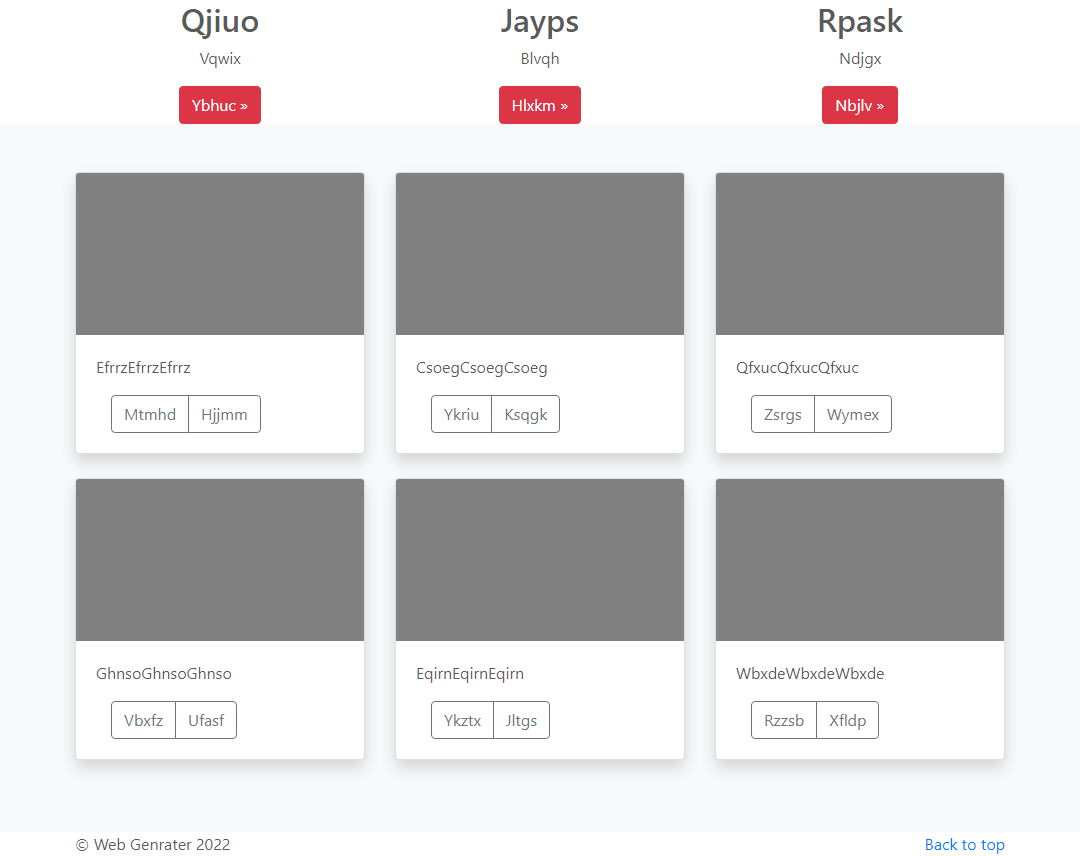 Qjiuo
Vqwix
Ybhuc »
Jayps
Blvqh
Hlxkm »
Rpask
Ndjgx
Nbjlv »
EfrrzEfrrzEfrrz
Mtmhd Hjjmm
CsoegCsoegCsoeg
Ykriu Ksqgk
QfxucQfxucQfxuc
Zsrgs Wymex
GhnsoGhnsoGhnso
Vbxfz Ufasf
EqirnEqirnEqirn
Ykztx Jltgs
WbxdeWbxdeWbxde
Rzzsb Xfldp
© Web Genrater 2022
Back to top